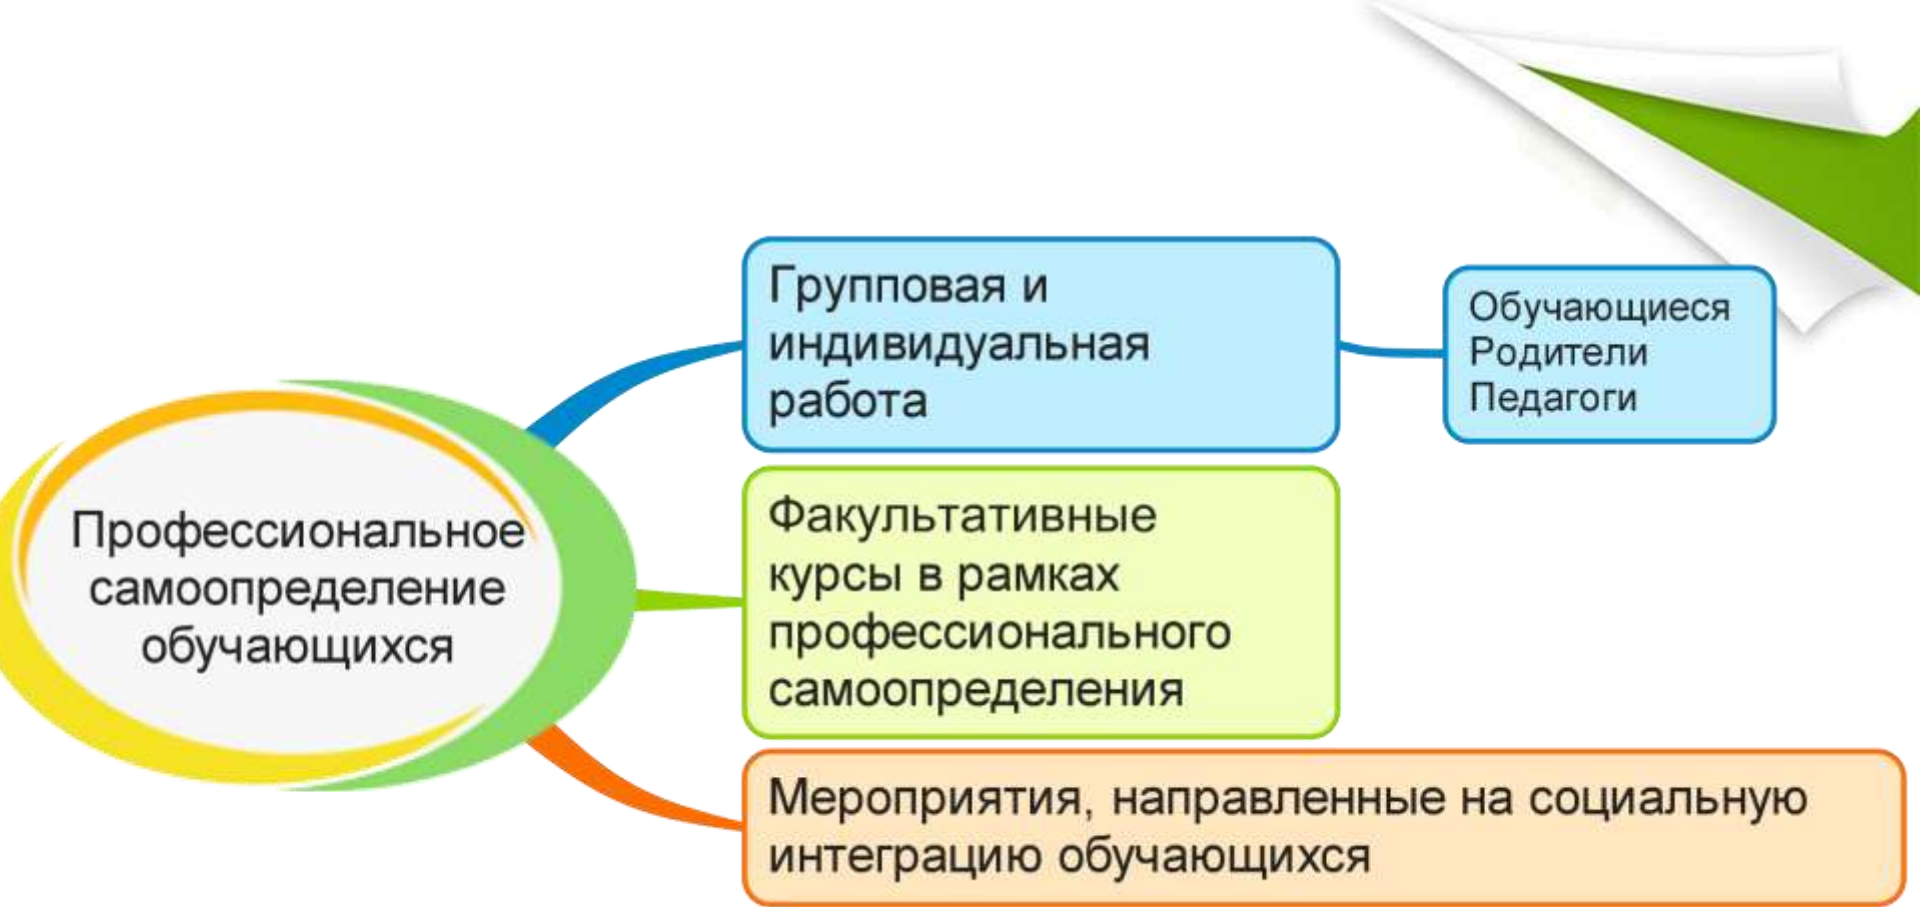 Профессиональное
самоопределение
обучающихся
Групповая и
индивидуальная
работа
Обучающиеся
Родители
Педагоги
Факультативные
курсы в рамках
профессионального
самоопределения
Мероприятия, направленные на социальную
интеграцию обучающихся